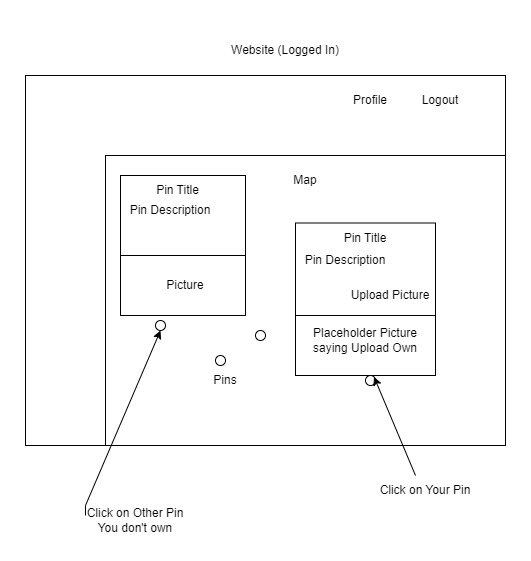 Website (Logged In)
Profile
Logout
Map
Pin Title
Pin Description
Picture
Pin Title
Pin Description
Upload Picture
Placeholder Picture
saying Upload Own
Pins
Click on Your Pin
Click on Other Pin
You don't own